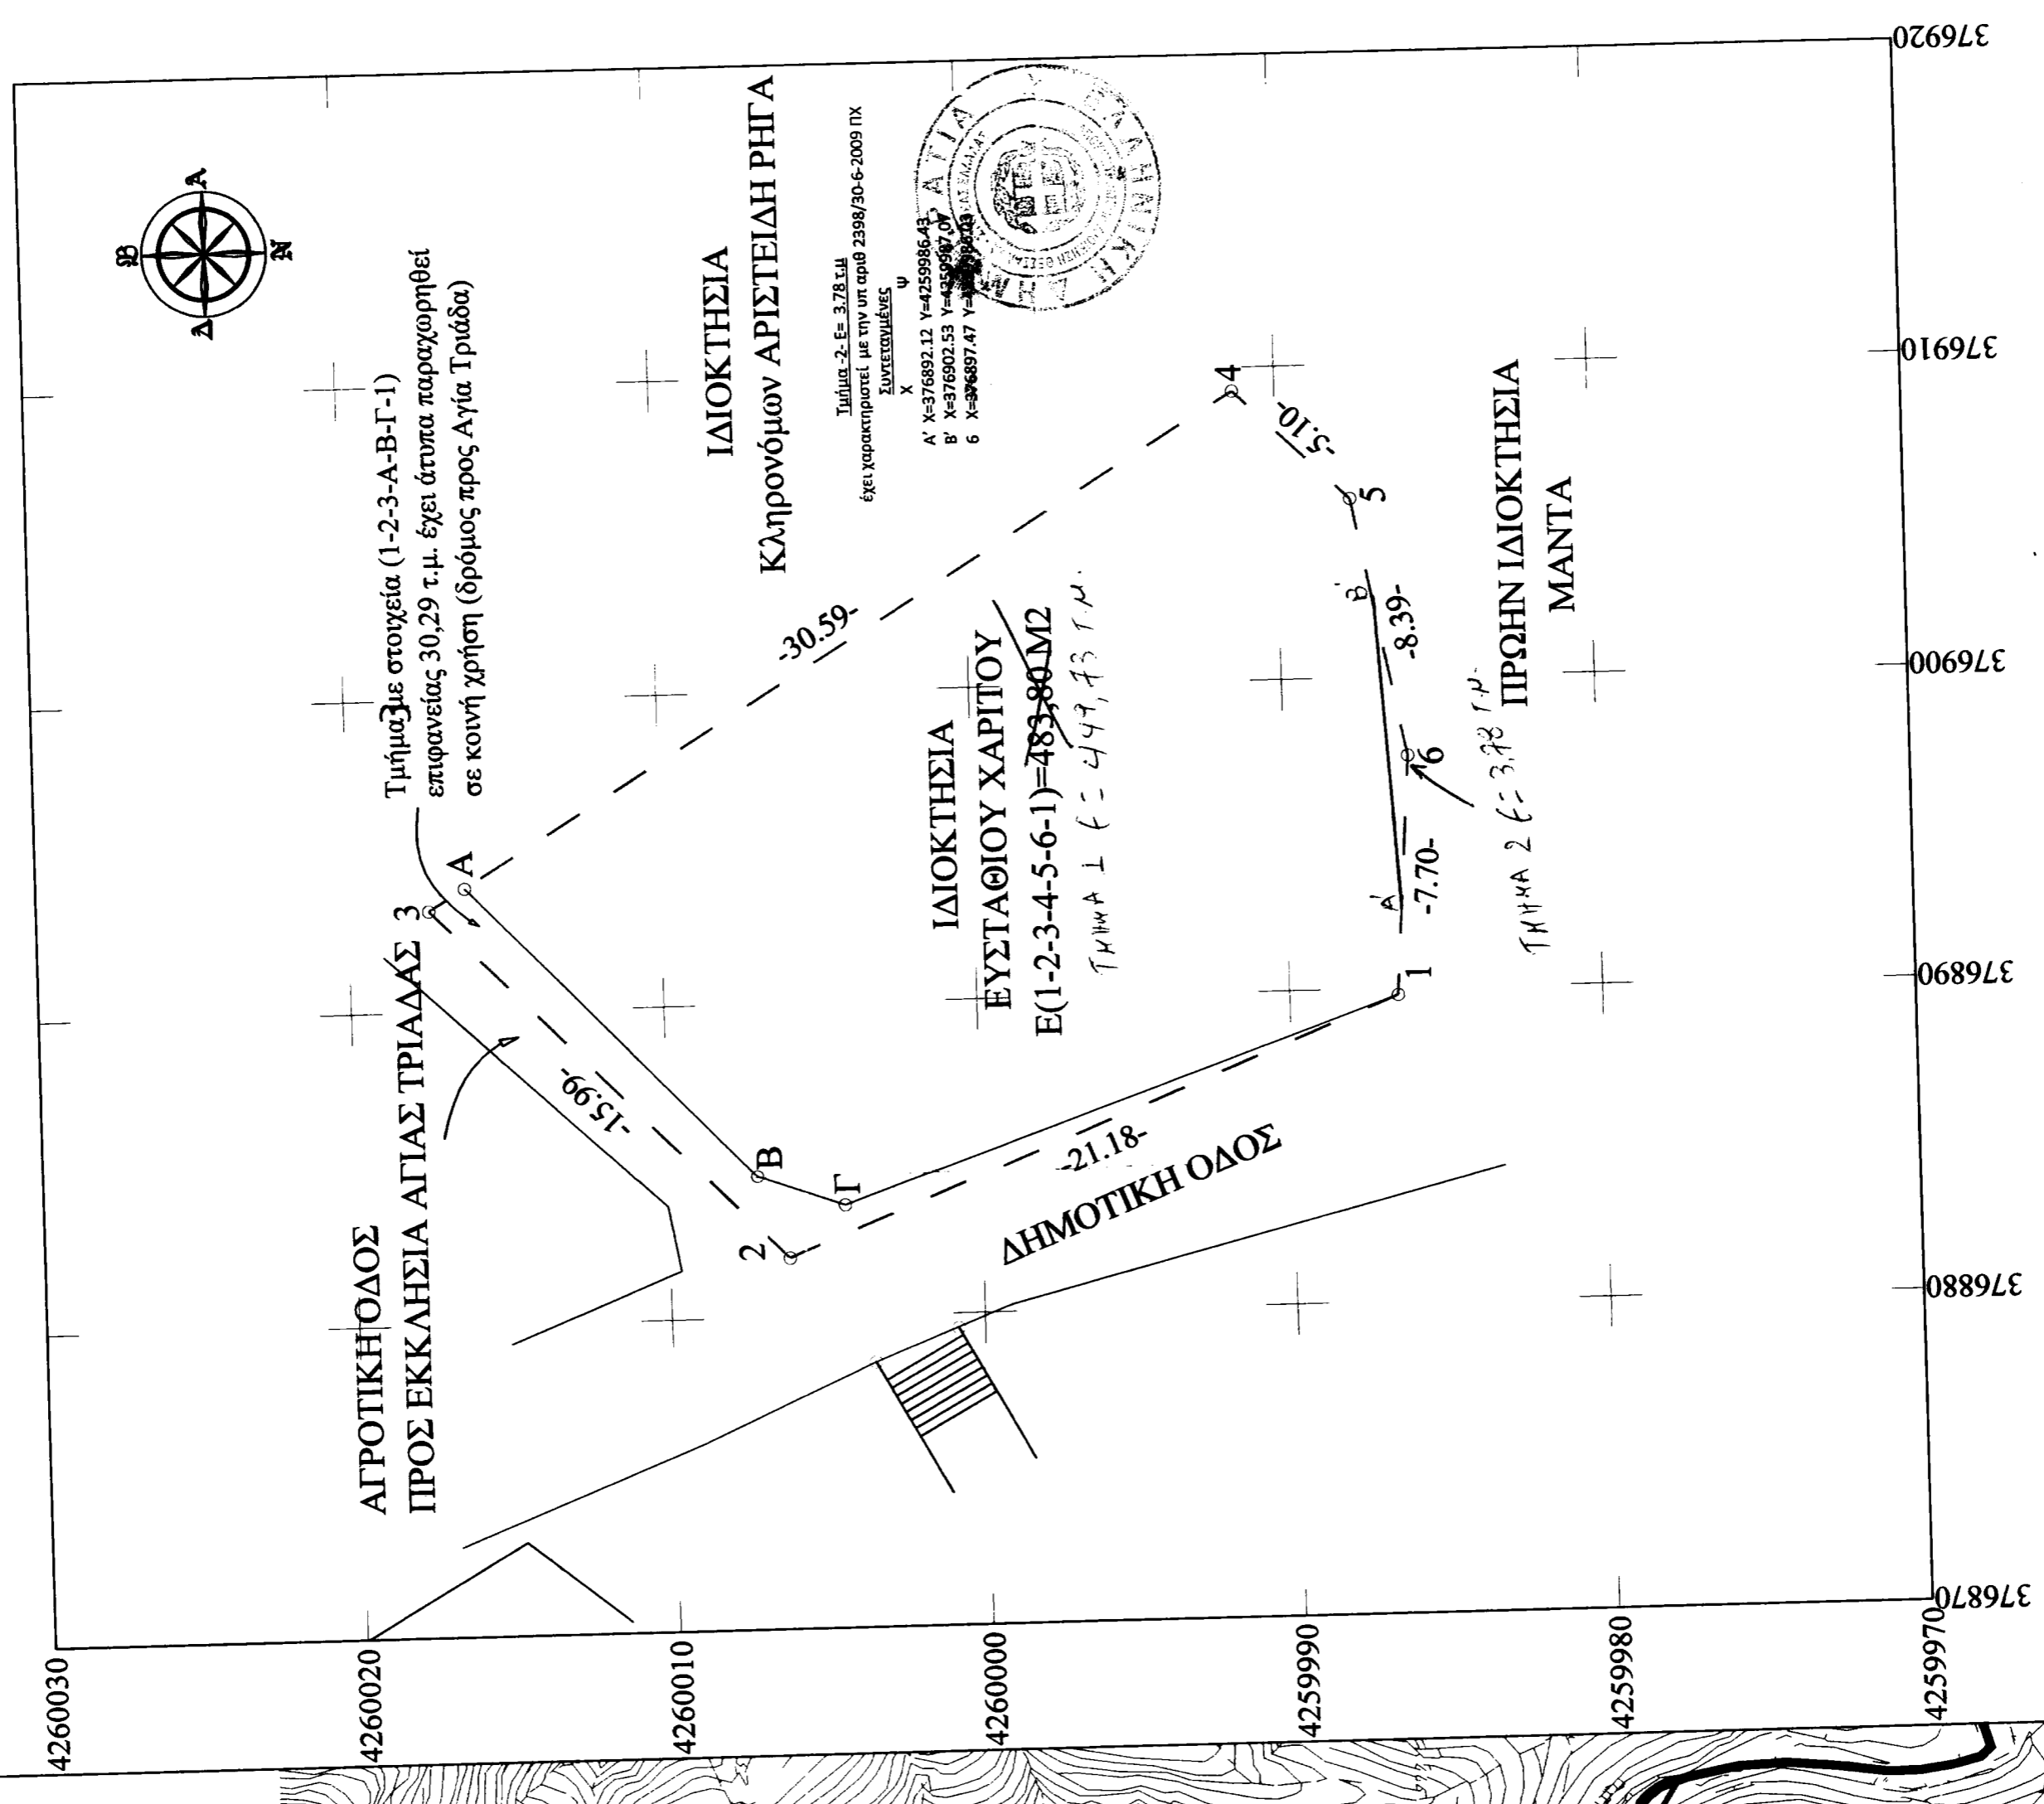 Β
Δ
Α
Ν
Τμήμα με στοιχεία (1-2-3-Α-Β-Γ-1)
επιφανείας 30,29 τ.μ. έχει άτυπα παραχωρηθεί
σε κοινή χρήση (δρόμος προς Αγία Τριάδα)
ΙΔΙΟΚΤΗΣΙΑ
Κληρονόμων ΑΡΙΣΤΕΙΔΗ ΡΗΓΑ
Τμήμα -2- Ε= 3.78 τ.μ
έχει χαρακτηριστεί με την υπ αριθ 2398/30-6-2009 ΠΧ
Συντεταγμένες
Χ Ψ
Α' Χ=376892.12 Υ=4259986.43
Β' Χ=376902.53 Υ=4259987.07
6 Χ=376897.47
ΑΓΡΟΤΙΚΗ ΟΔΟΣ
ΠΡΟΣ ΕΚΚΛΗΣΙΑ ΑΓΙΑΣ ΤΡΙΑΔΑΣ
3
Α
-15.99-
-30.59-
2
Β
Γ
-21.18-
ΔΗΜΟΤΙΚΗ ΟΔΟΣ
ΙΔΙΟΚΤΗΣΙΑ
ΕΥΣΤΑΘΙΟΥ ΧΑΡΙΤΟΥ
Ε(1-2-3-4-5-6-1)=483,80 Μ2
ΤΜΗΜΑ 1 Ε= 449,73 Τ.Μ.
4
-5.10-
5
Β'
-8.39-
6
Α'
-7.70-
1
ΤΜΗΜΑ 2 Ε= 3,78 Τ.Μ.
ΠΡΩΗΝ ΙΔΙΟΚΤΗΣΙΑ
ΜΑΝΤΑ
376920
376910
376900
376890
376880
376870
4260030
4260020
4260010
4260000
4259990
4259980
4259970